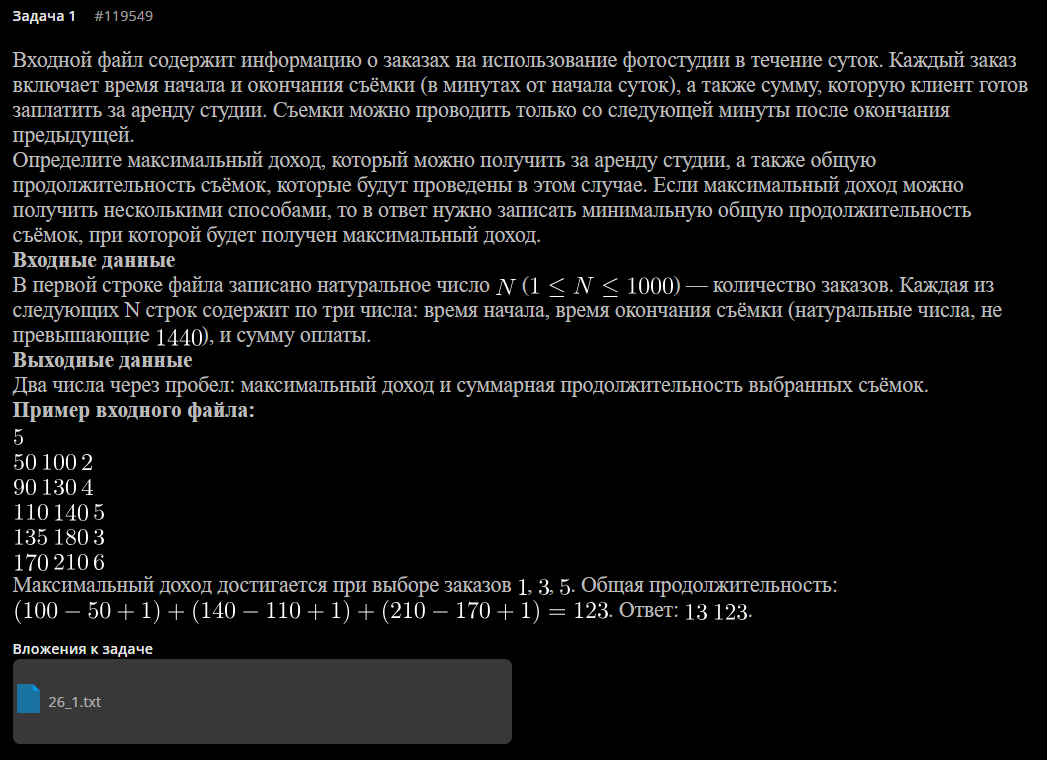 Задача 1 #119549
Входной файл содержит информацию о заказах на использование фотостудии в течение суток. Каждый заказ
включает время начала и окончания съёмки (в минутах от начала суток), а также сумму, которую клиент готов
заплатить за аренду студии. Съемки можно проводить только со следующей минуты после окончания
предыдущей.
Определите максимальный доход, который можно получить за аренду студии, а также общую
продолжительность съёмок, которые будут проведены в этом случае. Если максимальный доход можно
получить несколькими способами, то в ответ нужно записать минимальную общую продолжительность
съёмок, при которой будет получен максимальный доход.
Входные данные
В первой строке файла записано натуральное число N (1 ≤ N ≤ 1000) — количество заказов. Каждая из
следующих N строк содержит по три числа: время начала, время окончания съёмки (натуральные числа, не
превышающие 1440), и сумму оплаты.
Выходные данные
Два числа через пробел: максимальный доход и суммарная продолжительность выбранных съёмок.
Пример входного файла:
5
50 100 2
90 130 4
110 140 5
135 180 3
170 210 6
Максимальный доход достигается при выборе заказов 1, 3, 5. Общая продолжительность:
(100 − 50 + 1) + (140 − 110 + 1) + (210 − 170 + 1) = 123. Ответ: 13 123.
Вложения к задаче
26_1.txt